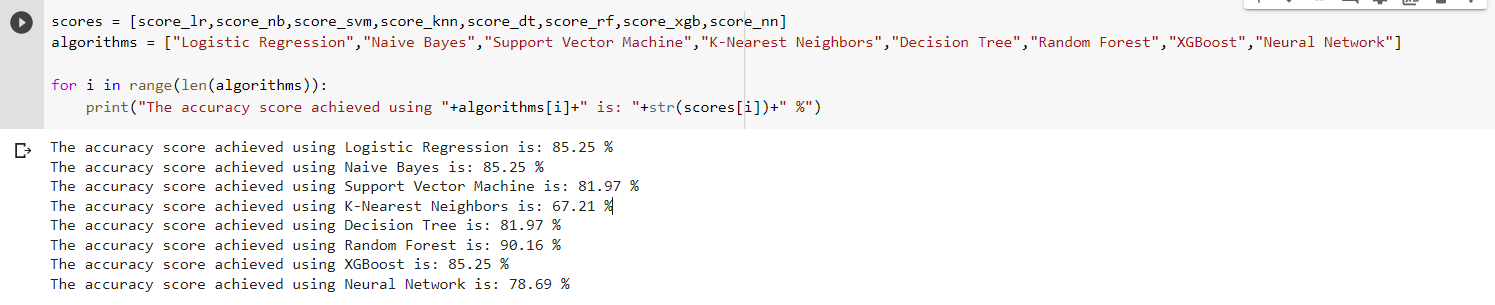 scores = [score_lr,score_nb,score_svm,score_knn,score_dt,score_rf,score_xgb,score_nn]
algorithms = ["Logistic Regression","Naive Bayes","Support Vector Machine","K-Nearest Neighbors","Decision Tree","Random Forest","XGBoost","Neural Network"]
for i in range(len(algorithms)):
    print("The accuracy score achieved using "+algorithms[i]+" is: "+str(scores[i])+" %")
The accuracy score achieved using Logistic Regression is: 85.25 %
The accuracy score achieved using Naive Bayes is: 85.25 %
The accuracy score achieved using Support Vector Machine is: 81.97 %
The accuracy score achieved using K-Nearest Neighbors is: 67.21 %
The accuracy score achieved using Decision Tree is: 81.97 %
The accuracy score achieved using Random Forest is: 90.16 %
The accuracy score achieved using XGBoost is: 85.25 %
The accuracy score achieved using Neural Network is: 78.69 %